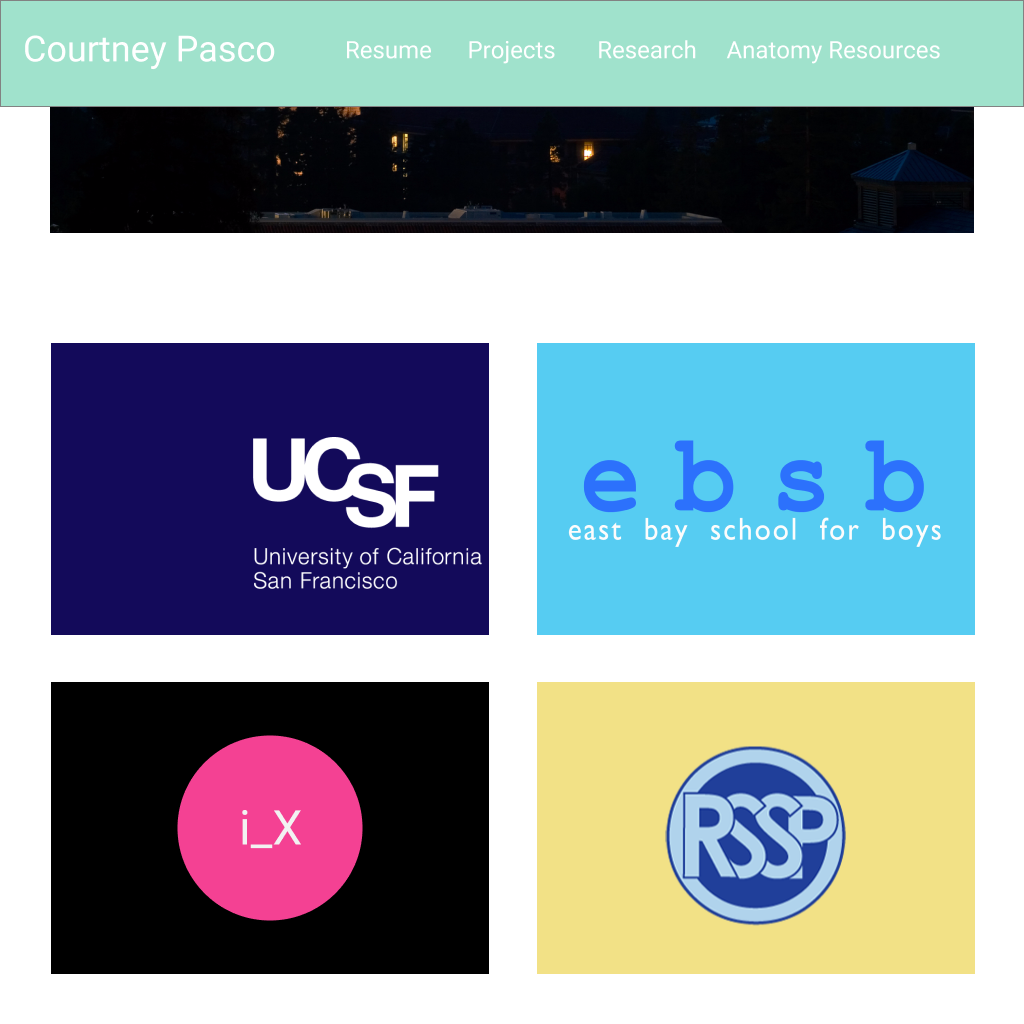 Courtney Pasco
Resume
Projects
Research
Anatomy Resources
UCSF
University of California
San Francisco
e b s b
east bay school for boys
i_X
RSSP